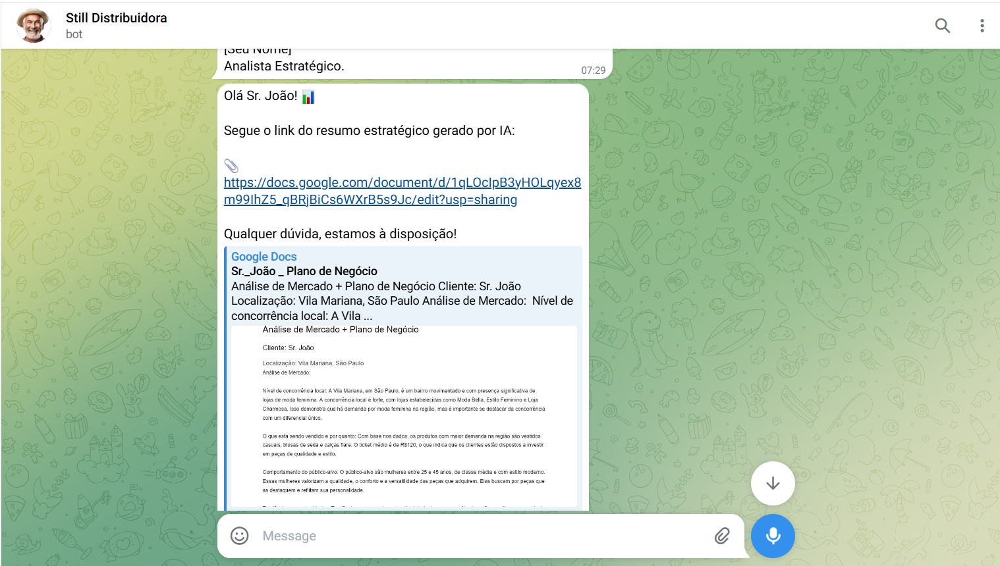 Still Distribuidora
bot
[Seu Nome]
Analista Estratégico.
07:29
Olá Sr. João!
Segue o link do resumo estratégico gerado por IA:
https://docs.google.com/document/d/1qLOcIpB3yHOLqyex8
m99IhZ5_qBRjBiCs6WXrB5s9Jc/edit?usp=sharing
Qualquer dúvida, estamos à disposição!
Google Docs
Sr._João _ Plano de Negócio
Análise de Mercado + Plano de Negócio Cliente: Sr. João
Localização: Vila Mariana, São Paulo Análise de Mercado: Nível de
concorrência local: A Vila ...
Análise de Mercado + Plano de Negócio
Cliente: Sr. João
Localização: Vila Mariana, São Paulo
Análise de Mercado:
Nível de concorrência local: A Vila Mariana, em São Paulo, é um bairro movimentado e com presença significativa de
lojas de moda feminina. A concorrência local é forte, com lojas estabelecidas como Moda Bella, Estilo Feminino e Loja
Charmosa. Isso demonstra que há demanda por moda feminina na região, mas é importante se destacar da concorrência
com um diferencial único.
O que está sendo vendido e por quanto: Com base nos dados, os produtos com maior demanda na região são vestidos
casuais, blusas de seda e calças flare. O ticket médio é de R$120, o que indica que os clientes estão dispostos a investir
em peças de qualidade e estilo.
Comportamento do público-alvo: O público-alvo são mulheres entre 25 e 45 anos, de classe média e com estilo moderno.
Essas mulheres valorizam a qualidade, o conforto e a versatilidade das peças que adquirem. Elas buscam por peças que
as destaquem e reflitam sua personalidade.
Message